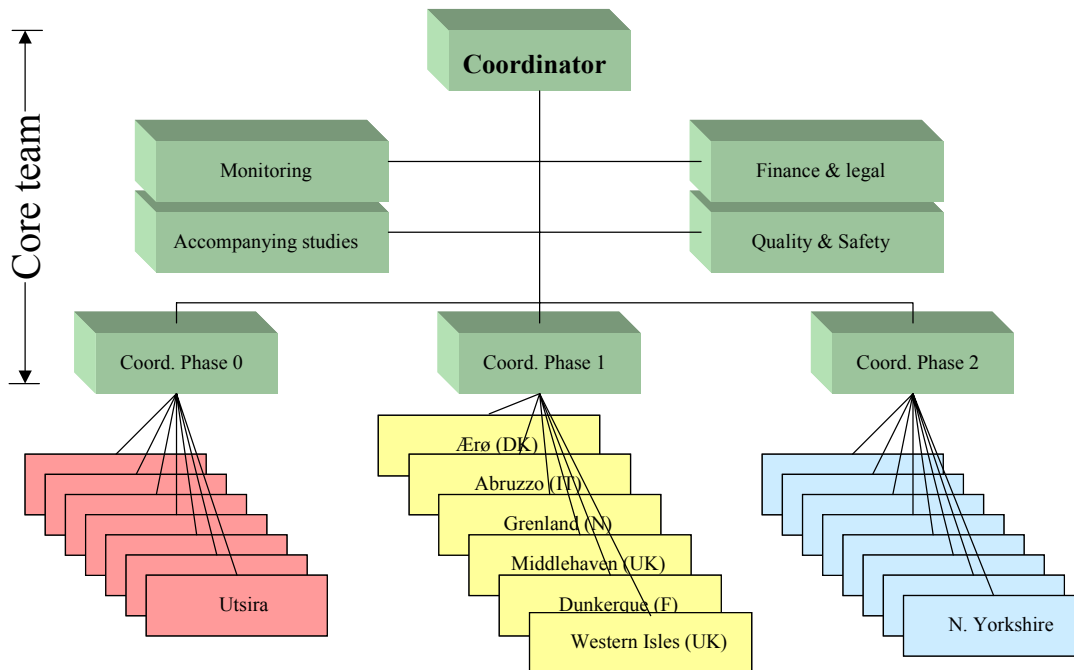 Coordinator
Core team
Monitoring
Finance & legal
Accompanying studies
Quality & Safety
Coord. Phase 0
Coord. Phase 1
Coord. Phase 2
Ærø (DK)
Abruzzo (IT)
Grenland (N)
Middlehaven (UK)
Dunkerque (F)
Western Isles (UK)
Utsira
N. Yorkshire